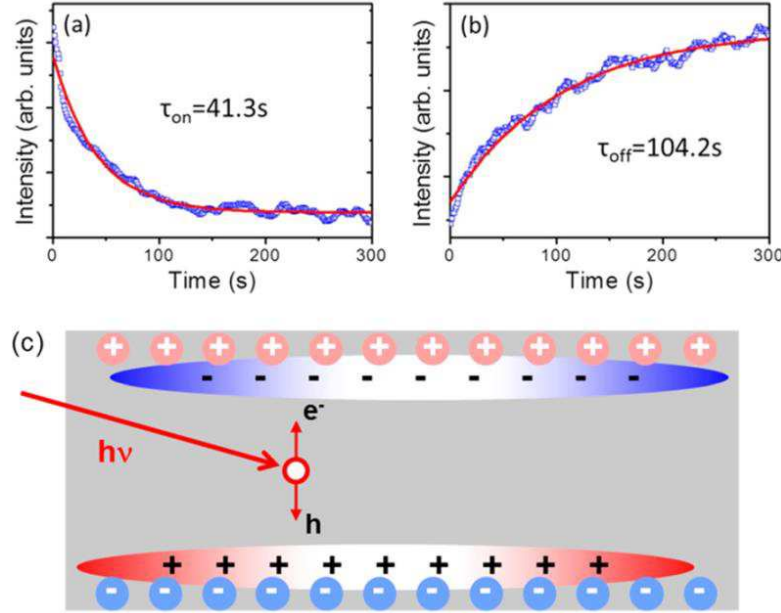 (a)
Intensity (arb. units)
τon=41.3s
0 100 200 300
Time (s)
(b)
Intensity (arb. units)
τoff=104.2s
0 100 200 300
Time (s)
(c)
+ + + + + + + + + + + +
- - - - - - - - -
e-
hν
h
+ + + + + + + + +
- - - - - - - - - - - -